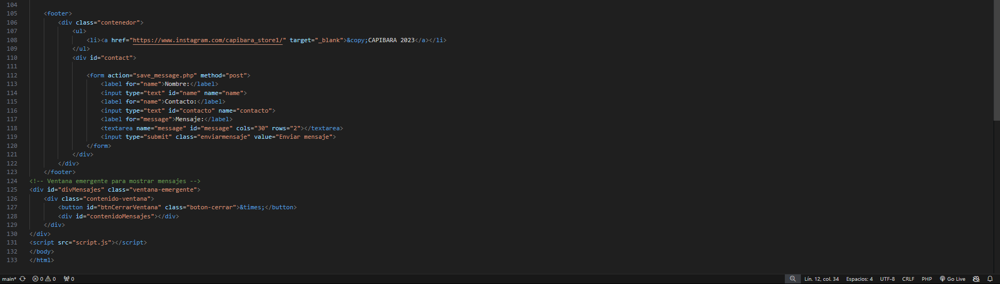 104
105 <footer>
106 <div class="contenedor">
107 <ul>
108 <li><a href="https://www.instagram.com/capibara_store1/" target="_blank">&copy;CAPIBARA 2023</a></li>
109 </ul>
110 <div id="contact">
111
112 <form action="save_message.php" method="post">
113 <label for="name">Nombre:</label>
114 <input type="text" id="name" name="name">
115 <label for="name">Contacto:</label>
116 <input type="text" id="contacto" name="contacto">
117 <label for="message">Mensaje:</label>
118 <textarea name="message" id="message" cols="30" rows="2"></textarea>
119 <input type="submit" class="enviarmensaje" value="Enviar mensaje">
120 </form>
121 </div>
122 </div>
123 </footer>
124 <!-- Ventana emergente para mostrar mensajes -->
125 <div id="divMensajes" class="ventana-emergente">
126 <div class="contenido-ventana">
127 <button id="btnCerrarVentana" class="boton-cerrar">&times;</button>
128 <div id="contenidoMensajes"></div>
129 </div>
130 </div>
131 <script src="script.js"></script>
132 </body>
133 </html>
main* 0 0 0 Lín. 12, col. 34 Espacios: 4 UTF-8 CRLF PHP Go Live